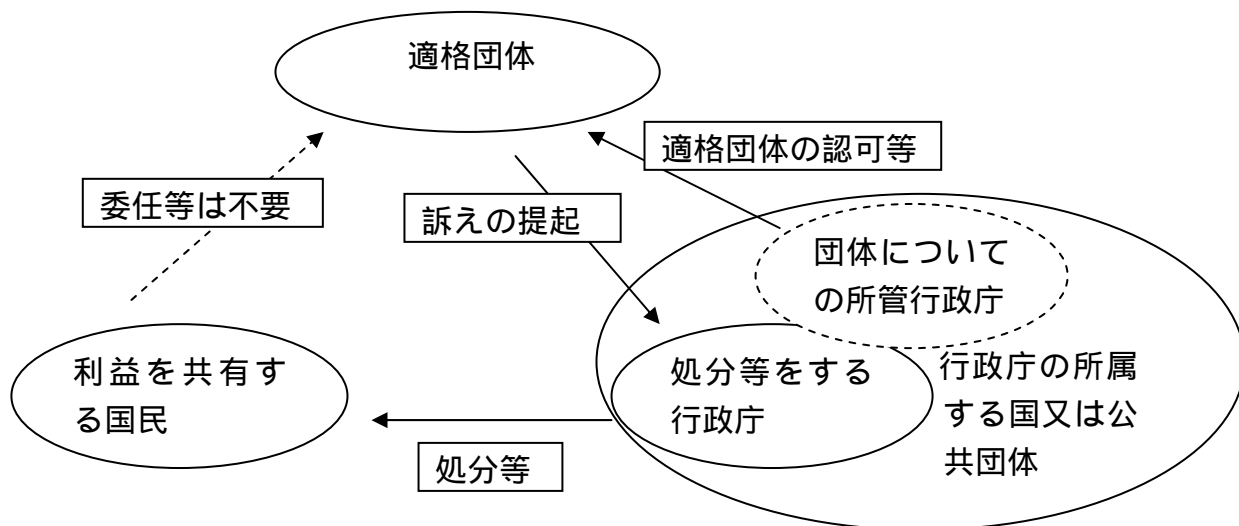 適格団体
適格団体の認可等
委任等は不要
訴えの提起
団体について
の所管行政庁
利益を共有す
る国民
処分等をする
行政庁
行政庁の所属
する国又は公
共団体
処分等